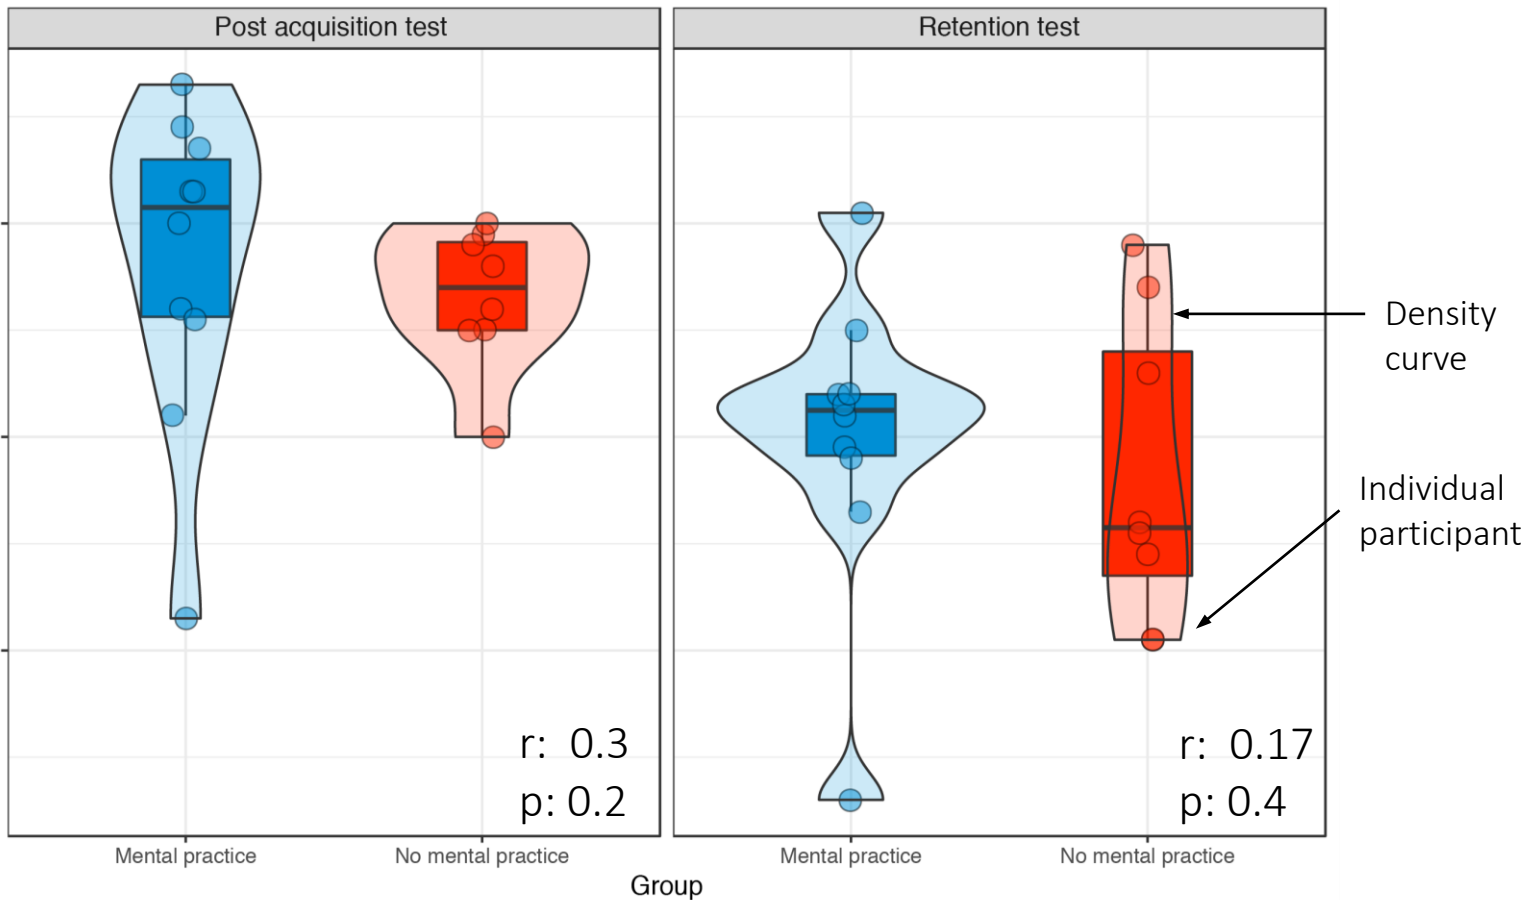 Post acquisition test
Retention test
Density
curve
Individual
participant
r: 0.3
p: 0.2
r: 0.17
p: 0.4
Mental practice
No mental practice
Mental practice
No mental practice
Group